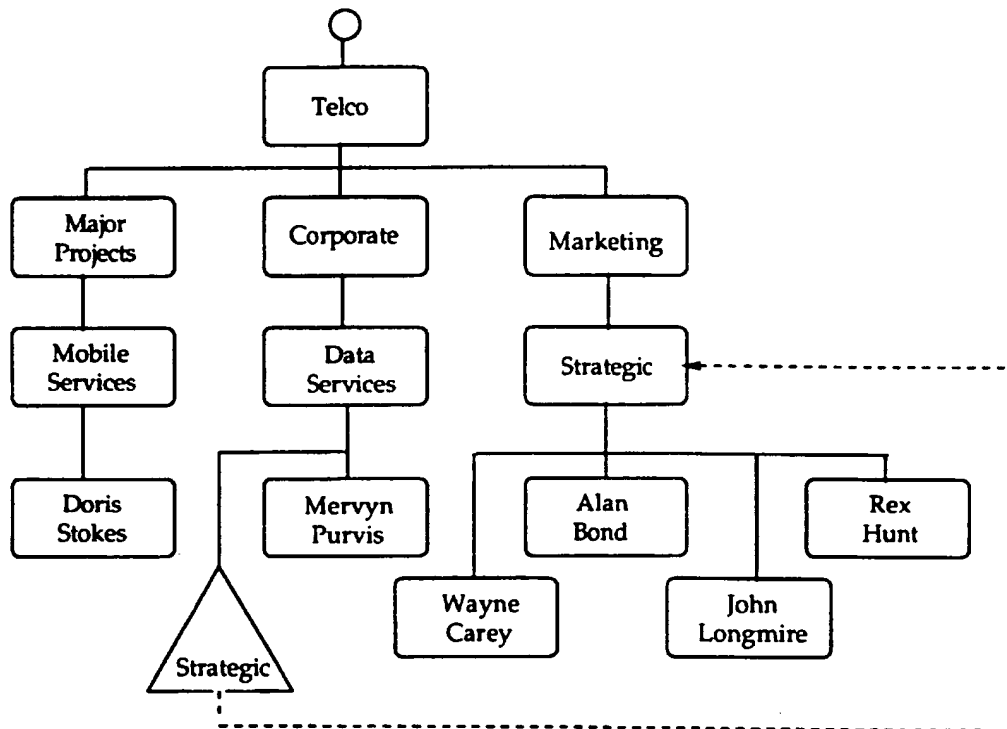 Telco
Major
Projects
Corporate
Marketing
Mobile
Services
Data
Services
Strategic
Doris
Stokes
Mervyn
Purvis
Alan
Bond
Rex
Hunt
Wayne
Carey
John
Longmire
Strategic